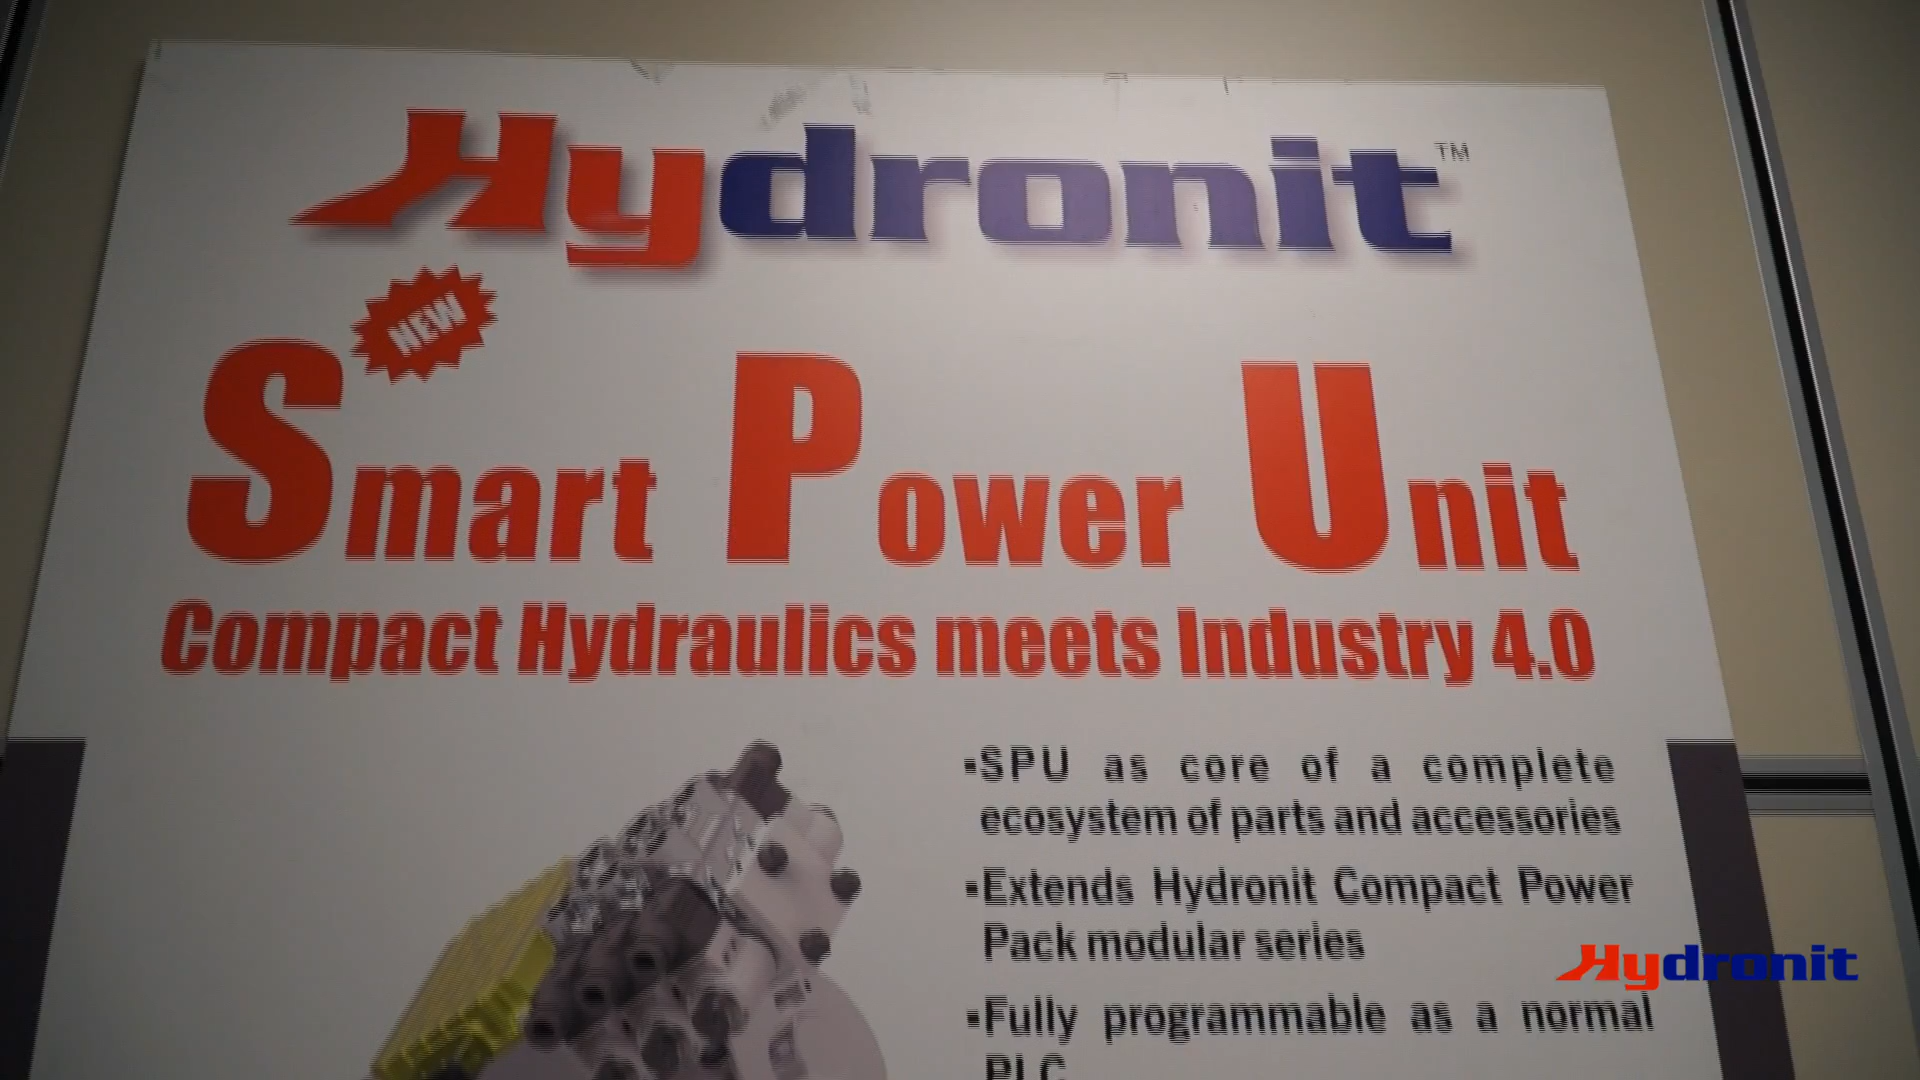 Hydronit™
NEW
Smart Power Unit
Compact Hydraulics meets Industry 4.0
▪SPU as core of a complete
ecosystem of parts and accessories
▪Extends Hydronit Compact Power
Pack modular series
▪Fully programmable as a normal
PLC
Hydronit